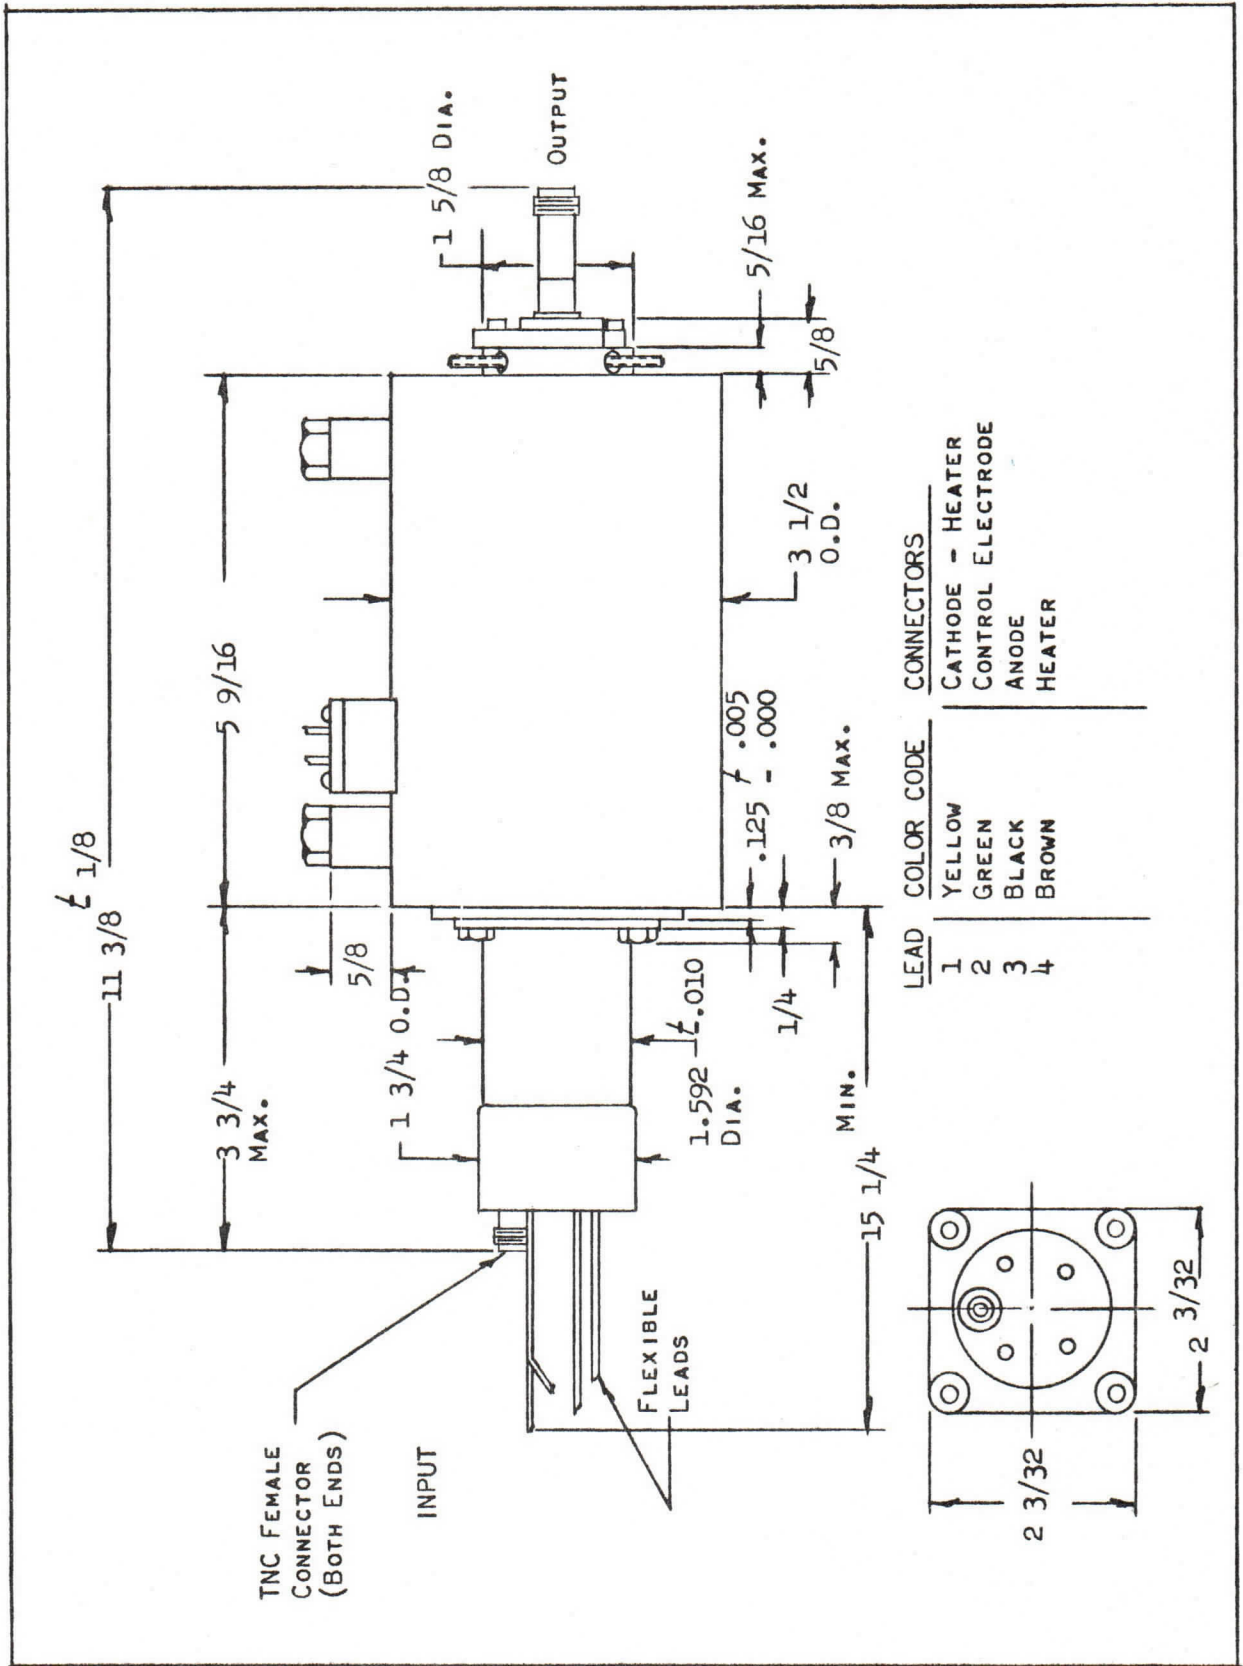 11 3/8 ± 1/8
3 3/4
MAX.
5 9/16
5/8
1 3/4 O.D.
1 5/8 DIA.
TNC FEMALE
CONNECTOR
(BOTH ENDS)
INPUT
OUTPUT
FLEXIBLE
LEADS
1.592 ±.010
DIA.
1/4
.125 + .005
- .000
3/8 MAX.
3 1/2
O.D.
5/16 MAX.
5/8
15 1/4
MIN.
2 3/32
2 3/32
LEAD COLOR CODE CONNECTORS
1 YELLOW CATHODE - HEATER
2 GREEN CONTROL ELECTRODE
3 BLACK ANODE
4 BROWN HEATER